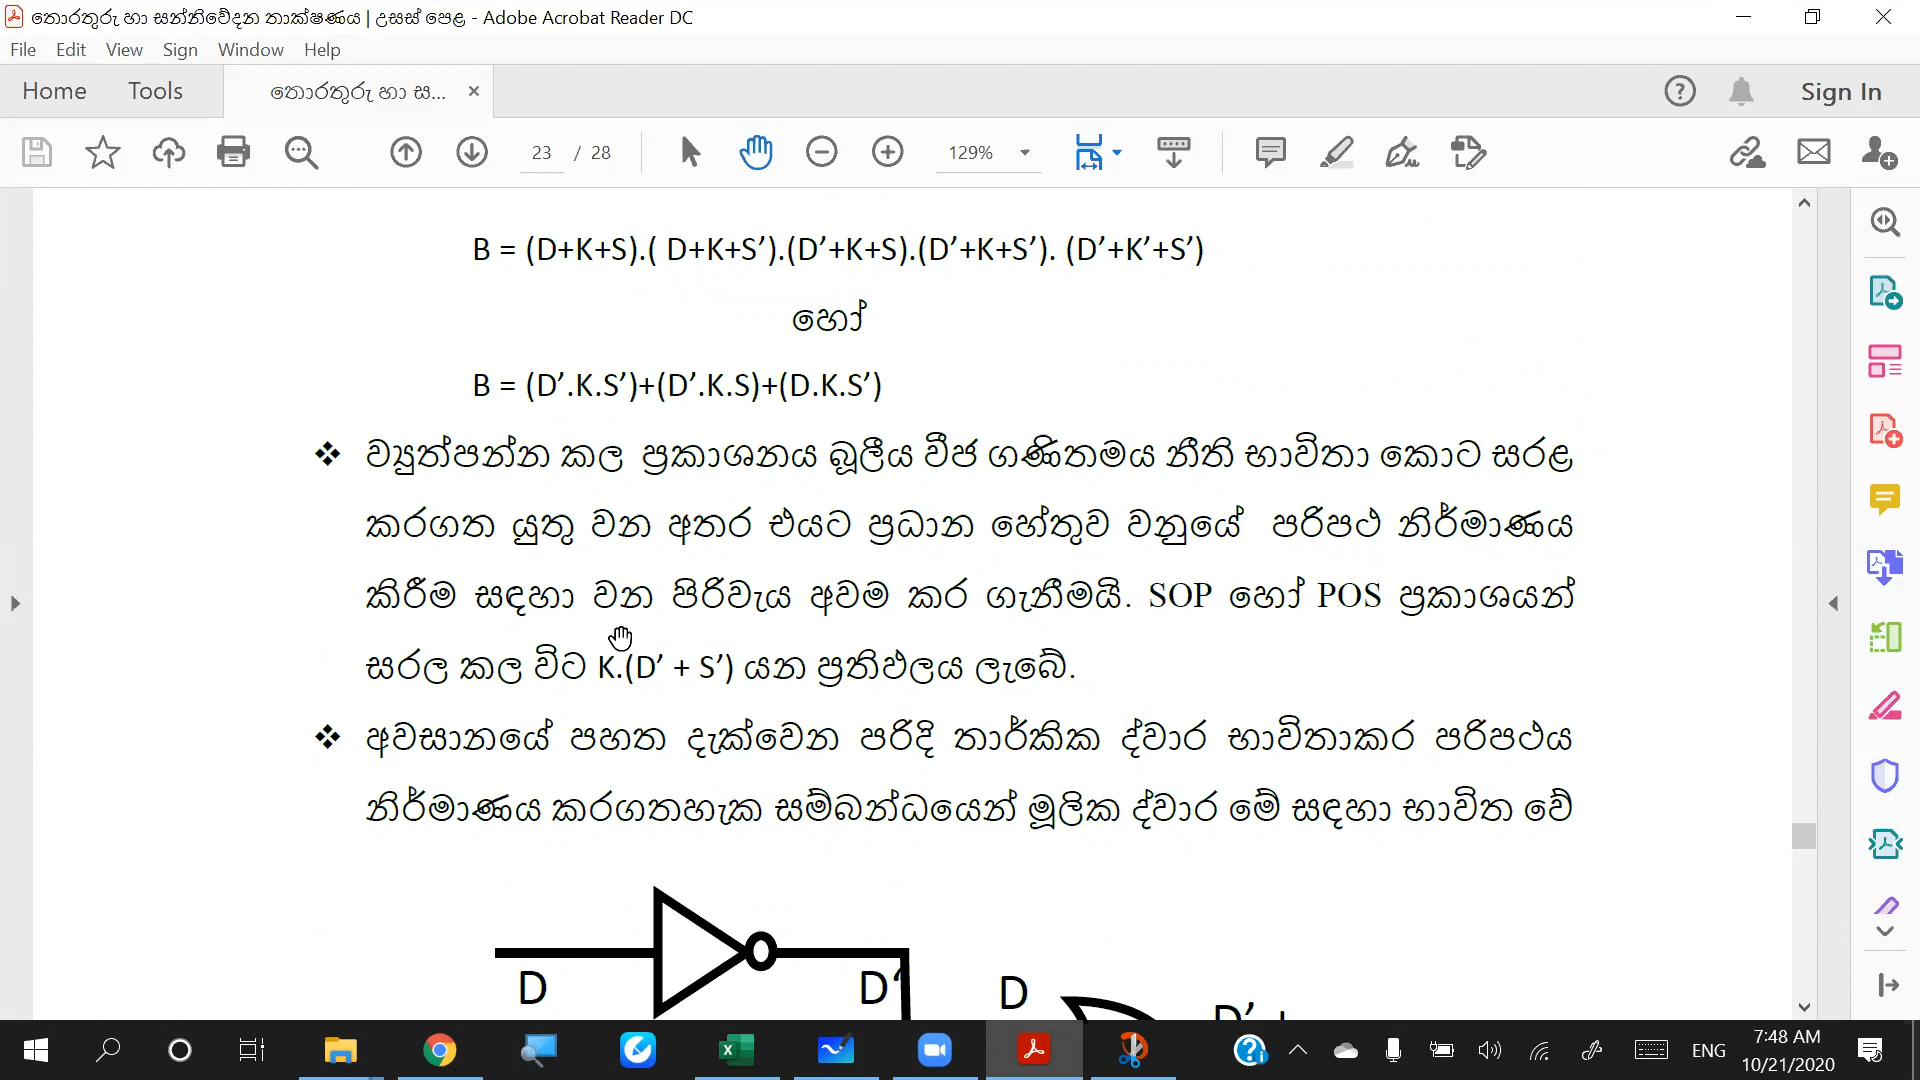 තොරතුරු හා සන්නිවේදන තාක්ෂණය | උසස් පෙළ - Adobe Acrobat Reader DC
File Edit View Sign Window Help
Home Tools තොරතුරු හා ස... × Sign In
23 / 28 129%
B = (D+K+S).( D+K+S’).(D’+K+S).(D’+K+S’). (D’+K’+S’)
හෝ
B = (D’.K.S’)+(D’.K.S)+(D.K.S’)
❖ ව්‍යුත්පන්න කල ප්‍රකාශනය බූලීය වීජ ගණිතමය නීති භාවිතා කොට සරළ
කරගත යුතු වන අතර එයට ප්‍රධාන හේතුව වනුයේ පරිපථ නිර්මාණය
කිරීම සඳහා වන පිරිවැය අවම කර ගැනීමයි. SOP හෝ POS ප්‍රකාශයන්
සරල කල විට K.(D’ + S’) යන ප්‍රතිඵලය ලැබේ.
❖ අවසානයේ පහත දැක්වෙන පරිදි තාර්කික ද්වාර භාවිතාකර පරිපථය
නිර්මාණය කරගතහැක සම්බන්ධයෙන් මූලික ද්වාර මේ සඳහා භාවිත වේ
D D‘ D D’ +
ENG 7:48 AM
10/21/2020